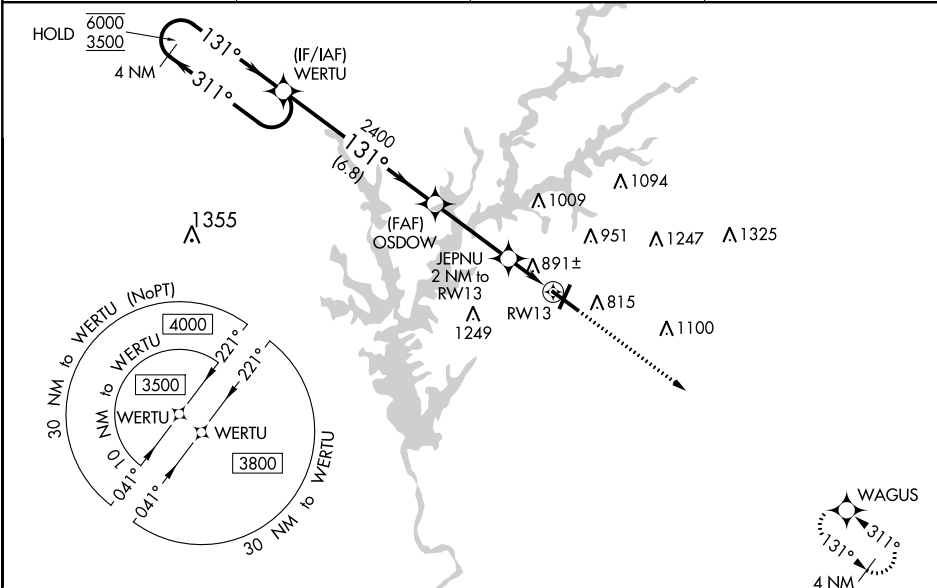 HOLD
6000
3500
4 NM
131°
311°
(IF/IAF)
WERTU
2400
131°
(6.8)
(FAF)
OSDOW
JEPNU
2 NM to
RW13
RW13
1355
1009
1094
951
1247
1325
891±
815
1249
1100
30 NM to WERTU (NoPT)
4000
10 NM to WERTU
3500
WERTU
221°
221°
WERTU
041°
041°
3800
30 NM to WERTU
WAGUS
311°
131°
4 NM